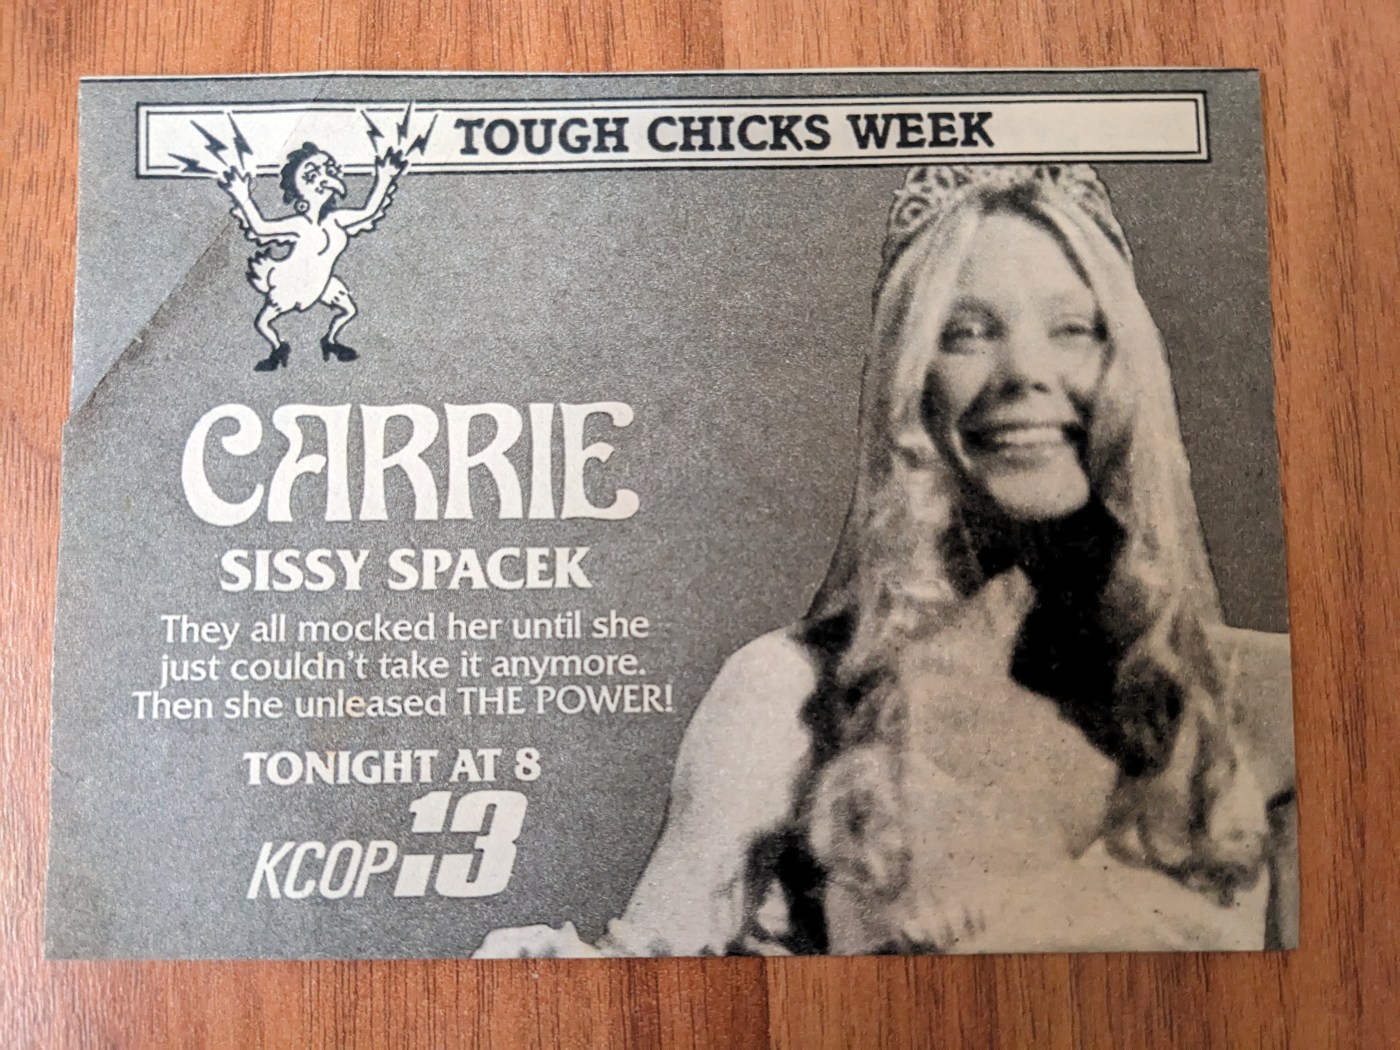 TOUGH CHICKS WEEK
CARRIE
SISSY SPACEK
They all mocked her until she
just couldn't take it anymore.
Then she unleased THE POWER!
TONIGHT AT 8
KCOP 13